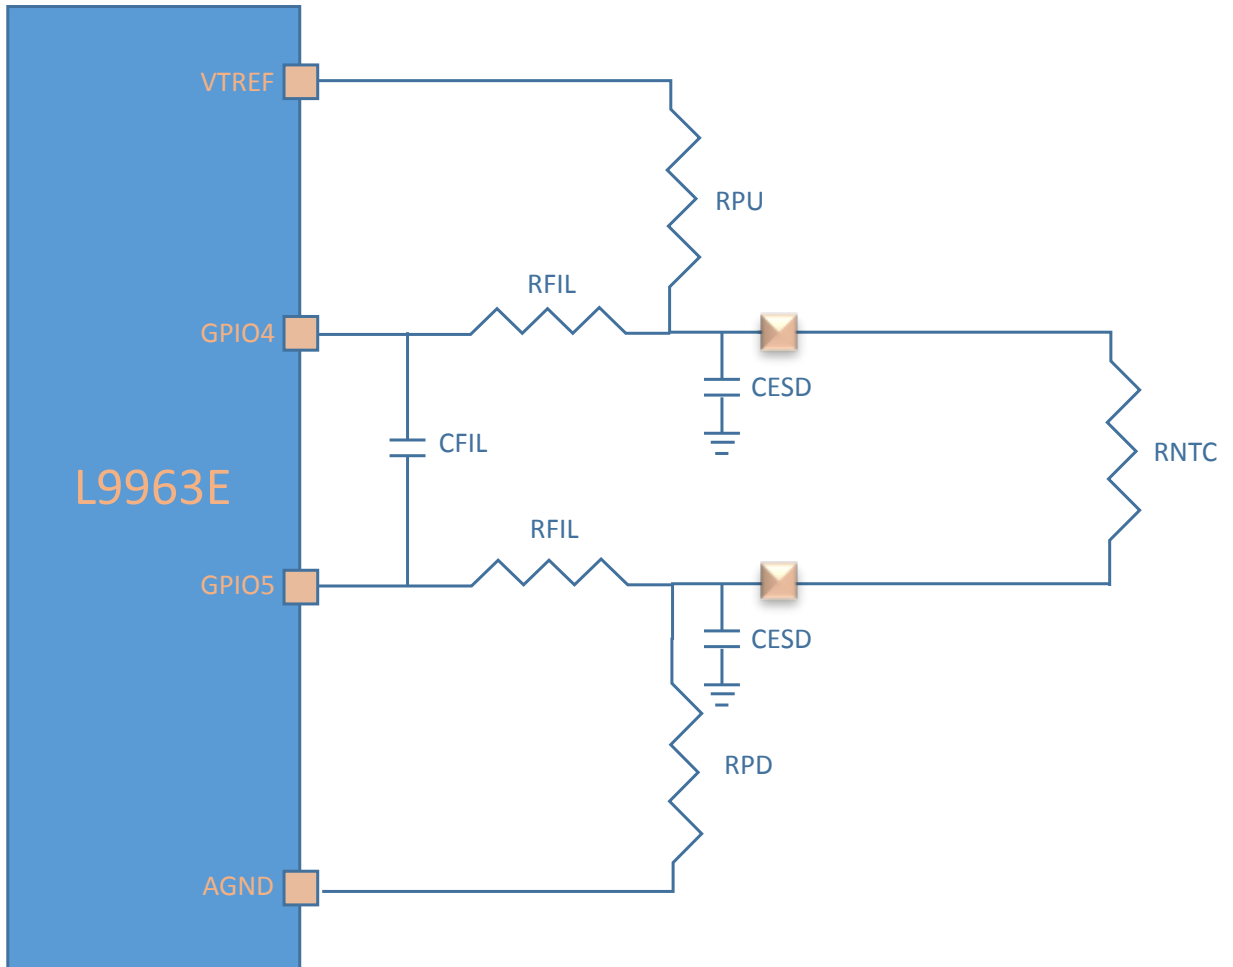 VTREF
RPU
RFIL
GPIO4
CESD
CFIL
RNTC
L9963E
RFIL
GPIO5
CESD
RPD
AGND